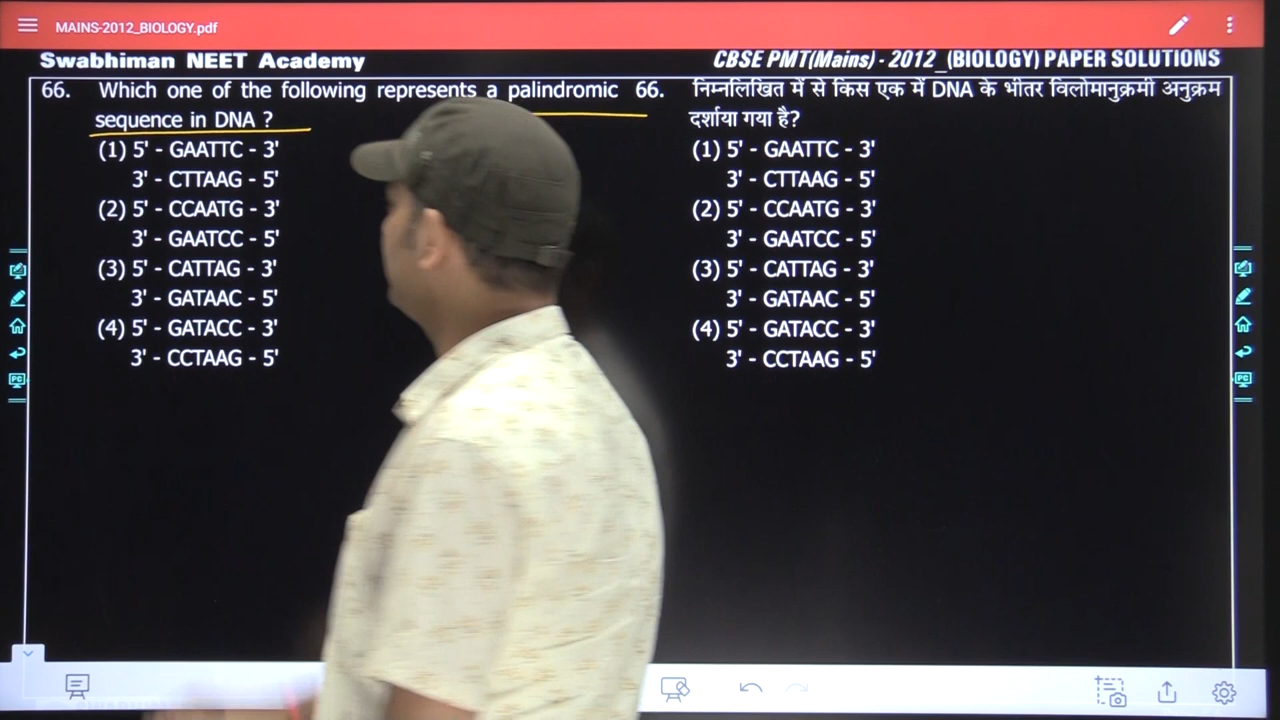 MAINS-2012_BIOLOGY.pdf
Swabhiman NEET Academy
CBSE PMT(Mains) - 2012_(BIOLOGY) PAPER SOLUTIONS
66. Which one of the following represents a palindromic
sequence in DNA ?
(1) 5' - GAATTC - 3'
3' - CTTAAG - 5'
(2) 5' - CCAATG - 3'
3' - GAATCC - 5'
(3) 5' - CATTAG - 3'
3' - GATAAC - 5'
(4) 5' - GATACC - 3'
3' - CCTAAG - 5'
66. निम्नलिखित में से किस एक में DNA के भीतर विलोमानुक्रमी अनुक्रम
दर्शाया गया है?
(1) 5' - GAATTC - 3'
3' - CTTAAG - 5'
(2) 5' - CCAATG - 3'
3' - GAATCC - 5'
(3) 5' - CATTAG - 3'
3' - GATAAC - 5'
(4) 5' - GATACC - 3'
3' - CCTAAG - 5'
PC
PC